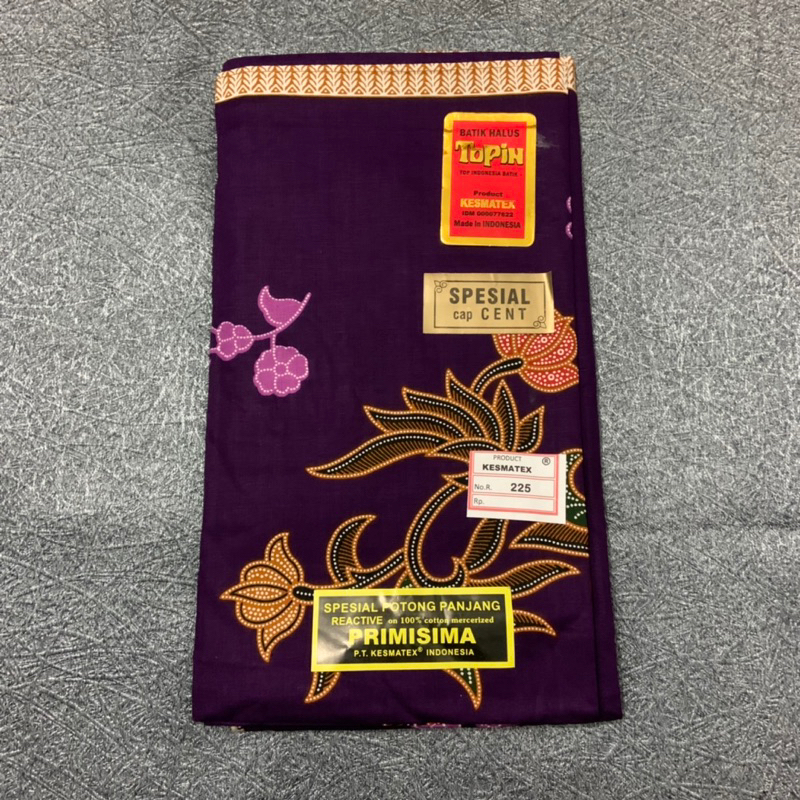 BATIK HALUS
TOPiN
TOP INDONESIA BATIK
Product
KESMATEX
IDM 000077622
Made in INDONESIA
SPESIAL
cap CENT
PRODUCT
KESMATEX ®
No.R. 225
Rp.
SPESIAL POTONG PANJANG
REACTIVE on 100% cotton mercerized
PRIMISIMA
P.T. KESMATEX® INDONESIA